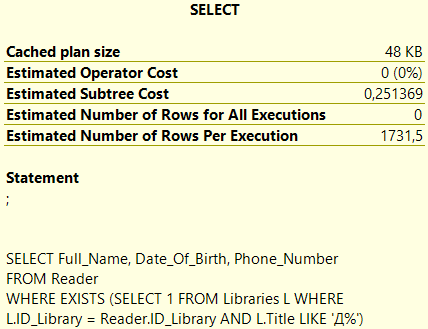 SELECT
Cached plan size 48 KB
Estimated Operator Cost 0 (0%)
Estimated Subtree Cost 0,251369
Estimated Number of Rows for All Executions 0
Estimated Number of Rows Per Execution 1731,5
Statement
;
SELECT Full_Name, Date_Of_Birth, Phone_Number
FROM Reader
WHERE EXISTS (SELECT 1 FROM Libraries L WHERE
L.ID_Library = Reader.ID_Library AND L.Title LIKE 'Д%')